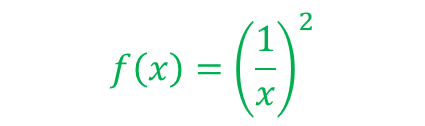 f(x) = (1/x)²